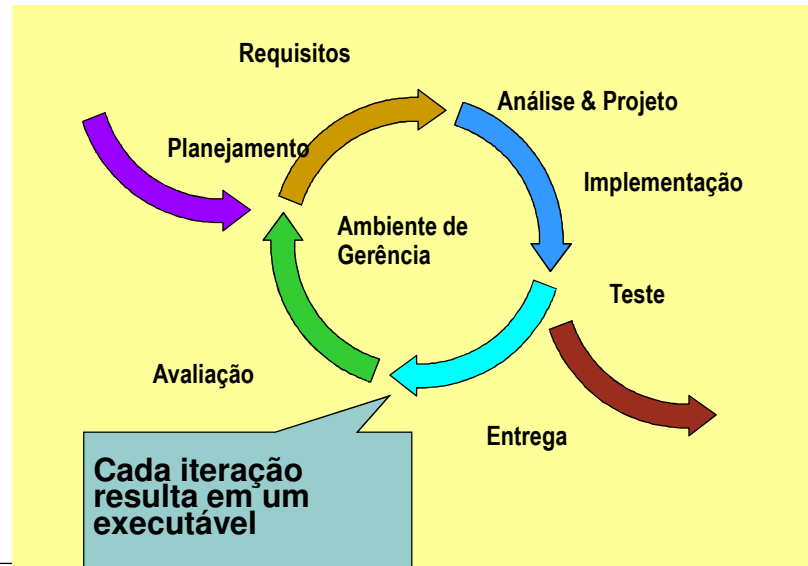 Requisitos
Análise & Projeto
Planejamento
Implementação
Ambiente de
Gerência
Teste
Avaliação
Entrega
Cada iteração
resulta em um
executável